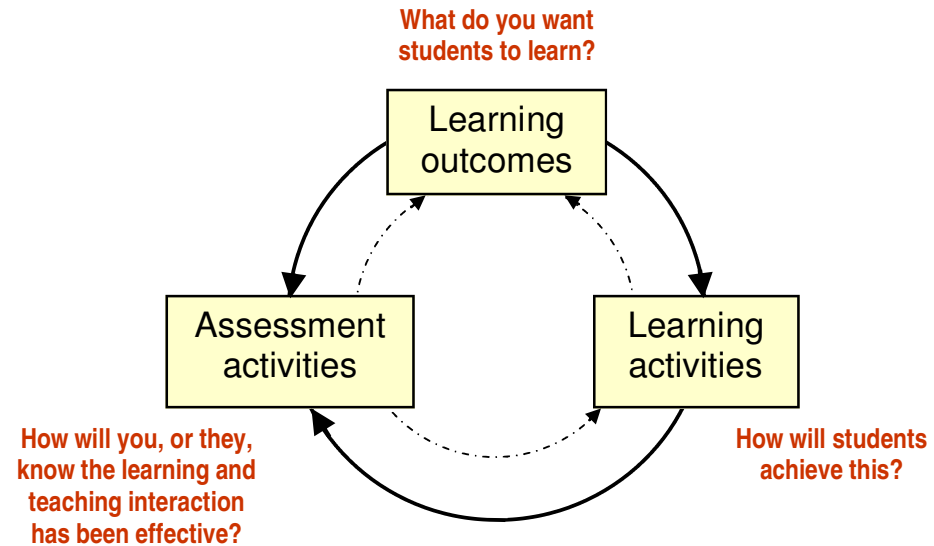 What do you want
students to learn?
Learning
outcomes
Assessment
activities
Learning
activities
How will you, or they,
know the learning and
teaching interaction
has been effective?
How will students
achieve this?